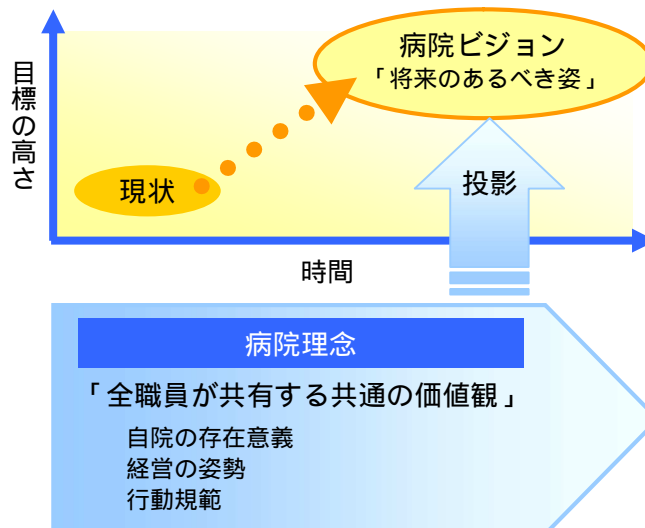 病院ビジョン
「将来のあるべき姿」
目標の高さ
現状
投影
時間
病院理念
「全職員が共有する共通の価値観」
自院の存在意義
経営の姿勢
行動規範